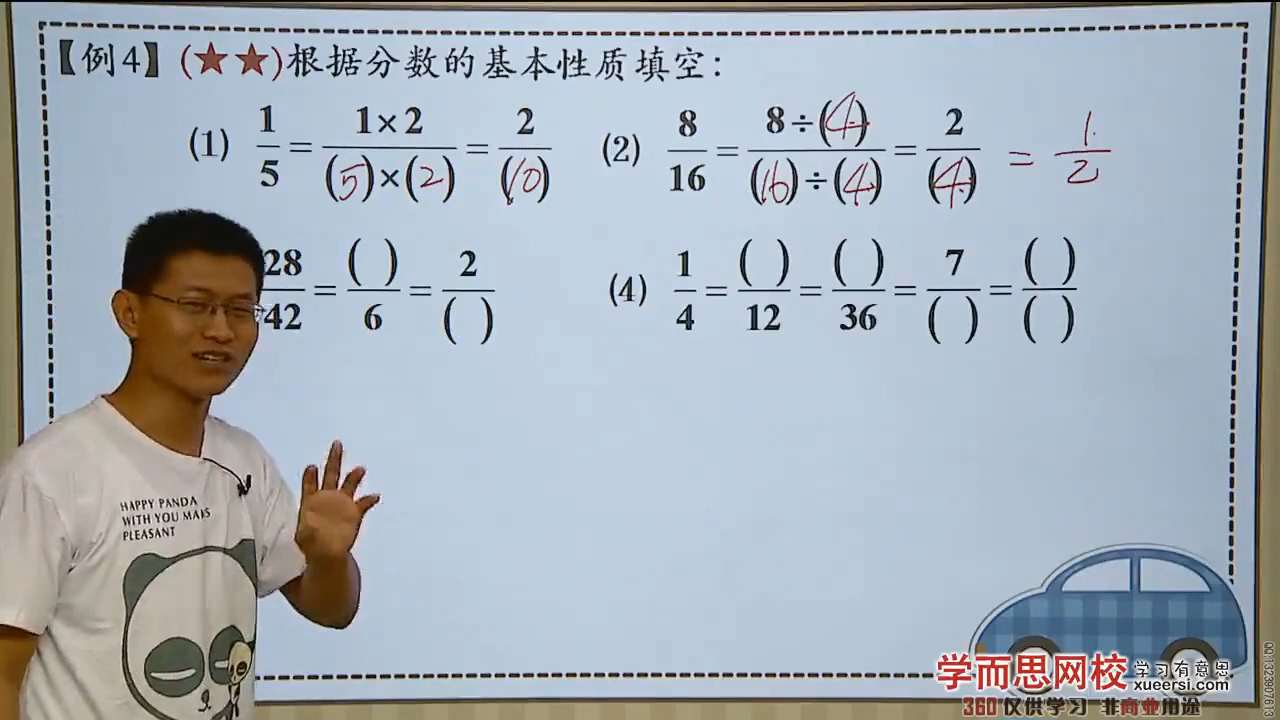 【例4】(★★)根据分数的基本性质填空：
(1) 1/5 = 1×2/(5)×(2) = 2/(10) (2) 8/16 = 8÷(4)/(16)÷(4) = 2/(4) = 1/2
28/42 = ( )/6 = 2/( ) (4) 1/4 = ( )/12 = ( )/36 = 7/( ) = ( )/( )
HAPPY PANDA
WITH YOU MAKS
PLEASANT
学而思网校 学习有意思
xueersi.com
360°仅供学习 非商业用途